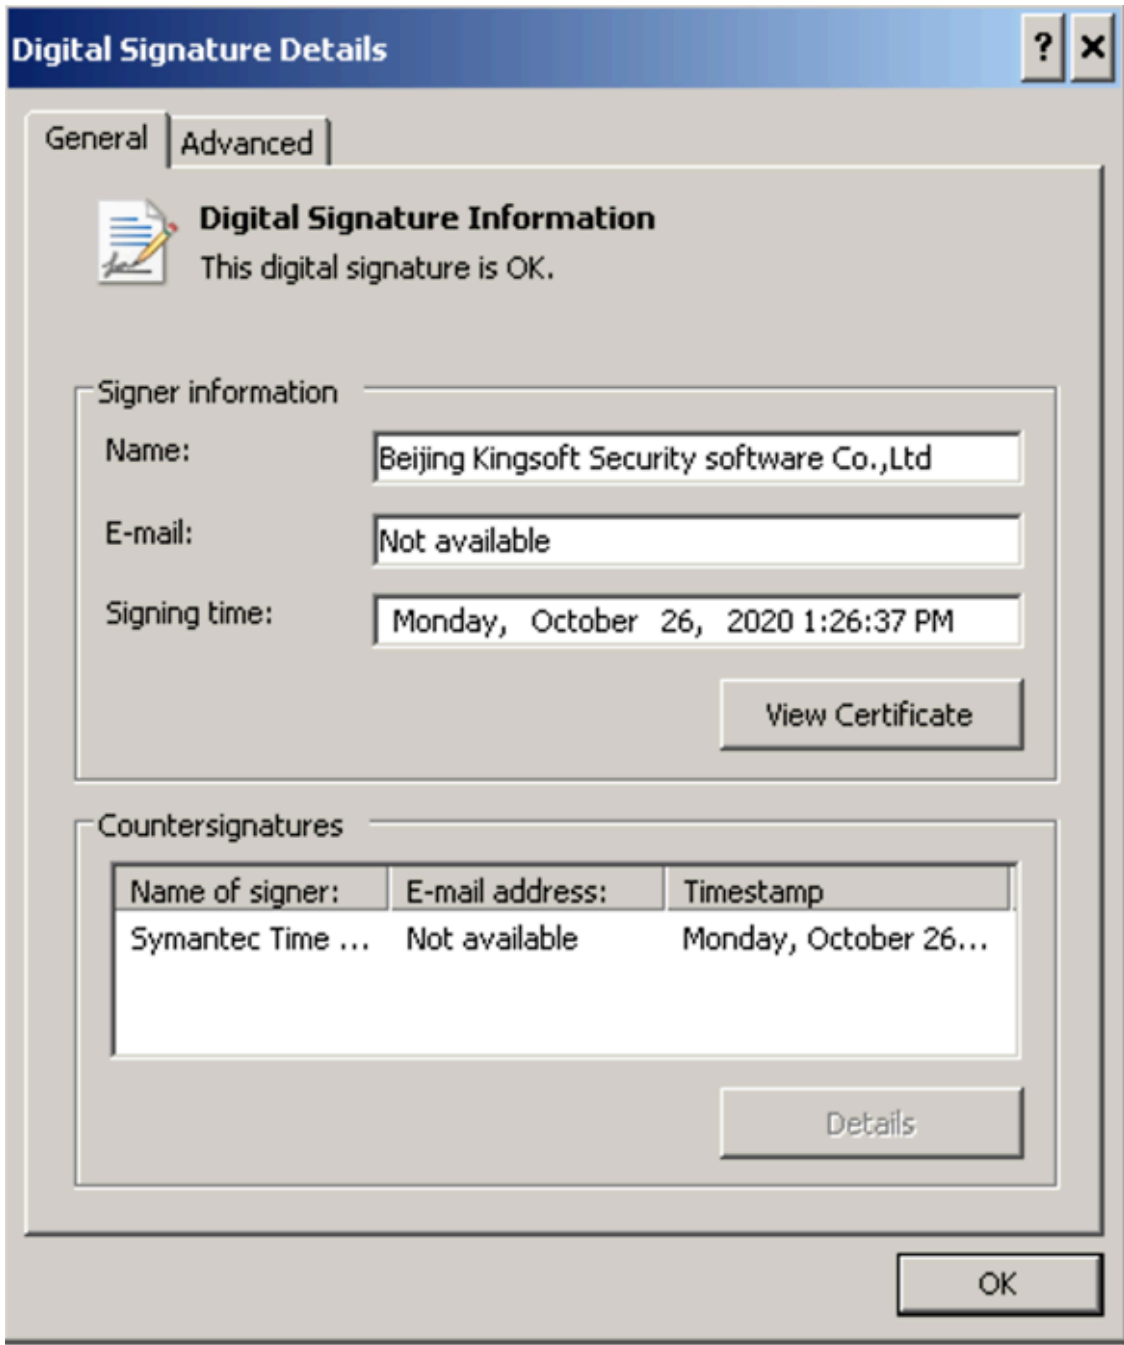 Digital Signature Details
? ×
General Advanced
Digital Signature Information
This digital signature is OK.
Signer information
Name: Beijing Kingsoft Security software Co.,Ltd
E-mail: Not available
Signing time: Monday, October 26, 2020 1:26:37 PM
View Certificate
Countersignatures
Name of signer: E-mail address: Timestamp
Symantec Time ... Not available Monday, October 26...
Details
OK